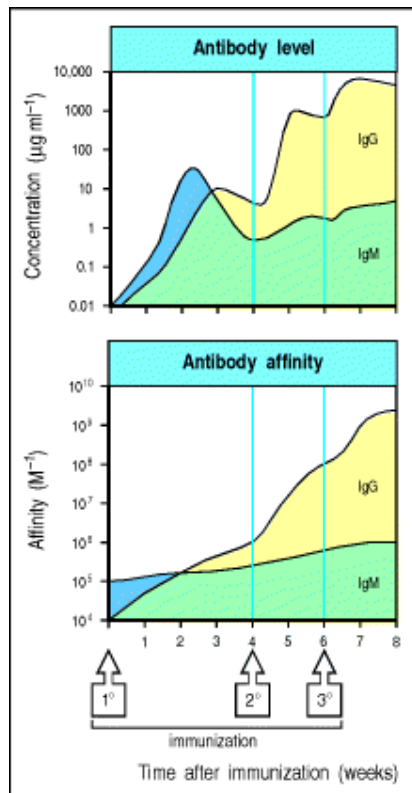 Antibody level
Concentration (µg ml⁻¹)
10,000
1000
100
10
1
0.1
0.01
IgG
IgM
Antibody affinity
Affinity (M⁻¹)
10¹⁰
10⁹
10⁸
10⁷
10⁶
10⁵
10⁴
IgG
IgM
1 2 3 4 5 6 7 8
1° 2° 3°
immunization
Time after immunization (weeks)